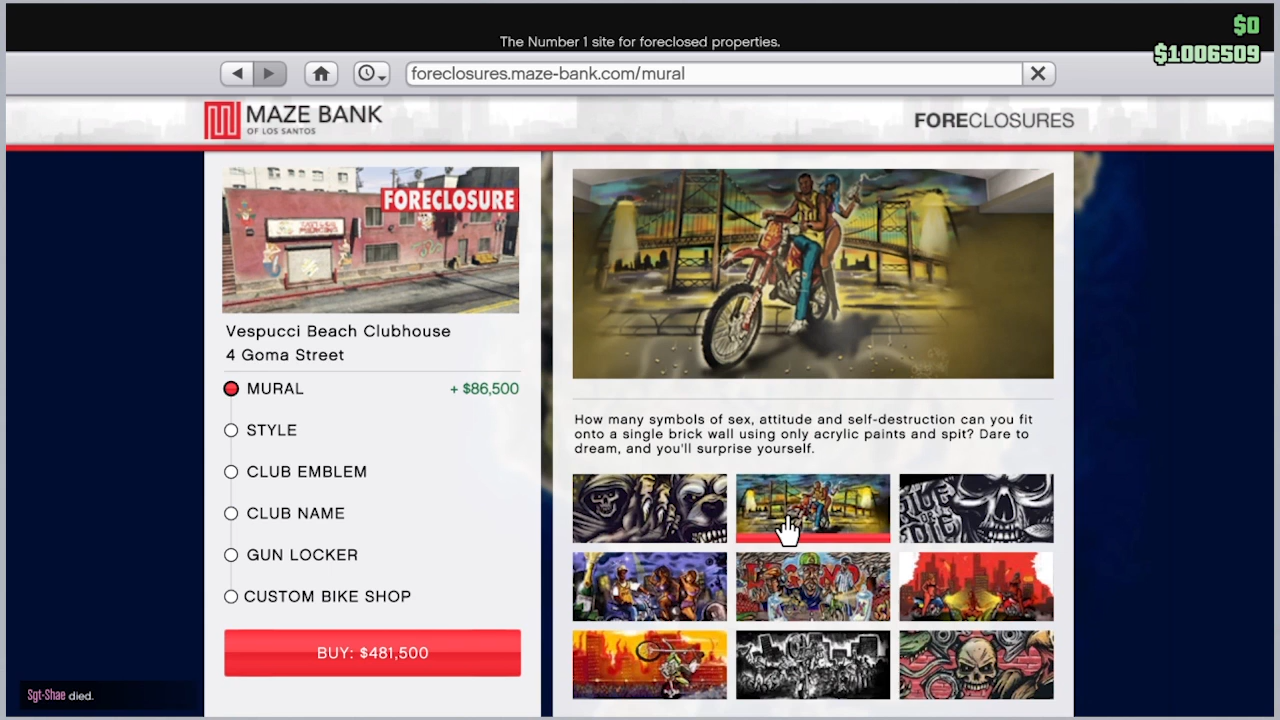 $0
The Number 1 site for foreclosed properties.
$1006509
foreclosures.maze-bank.com/mural
MAZE BANK
OF LOS SANTOS
FORECLOSURES
FORECLOSURE
Vespucci Beach Clubhouse
4 Goma Street
MURAL + $86,500
STYLE
CLUB EMBLEM
CLUB NAME
GUN LOCKER
CUSTOM BIKE SHOP
BUY: $481,500
How many symbols of sex, attitude and self-destruction can you fit
onto a single brick wall using only acrylic paints and spit? Dare to
dream, and you'll surprise yourself.
RIDE
OR
DIE
Sgt-Shae died.